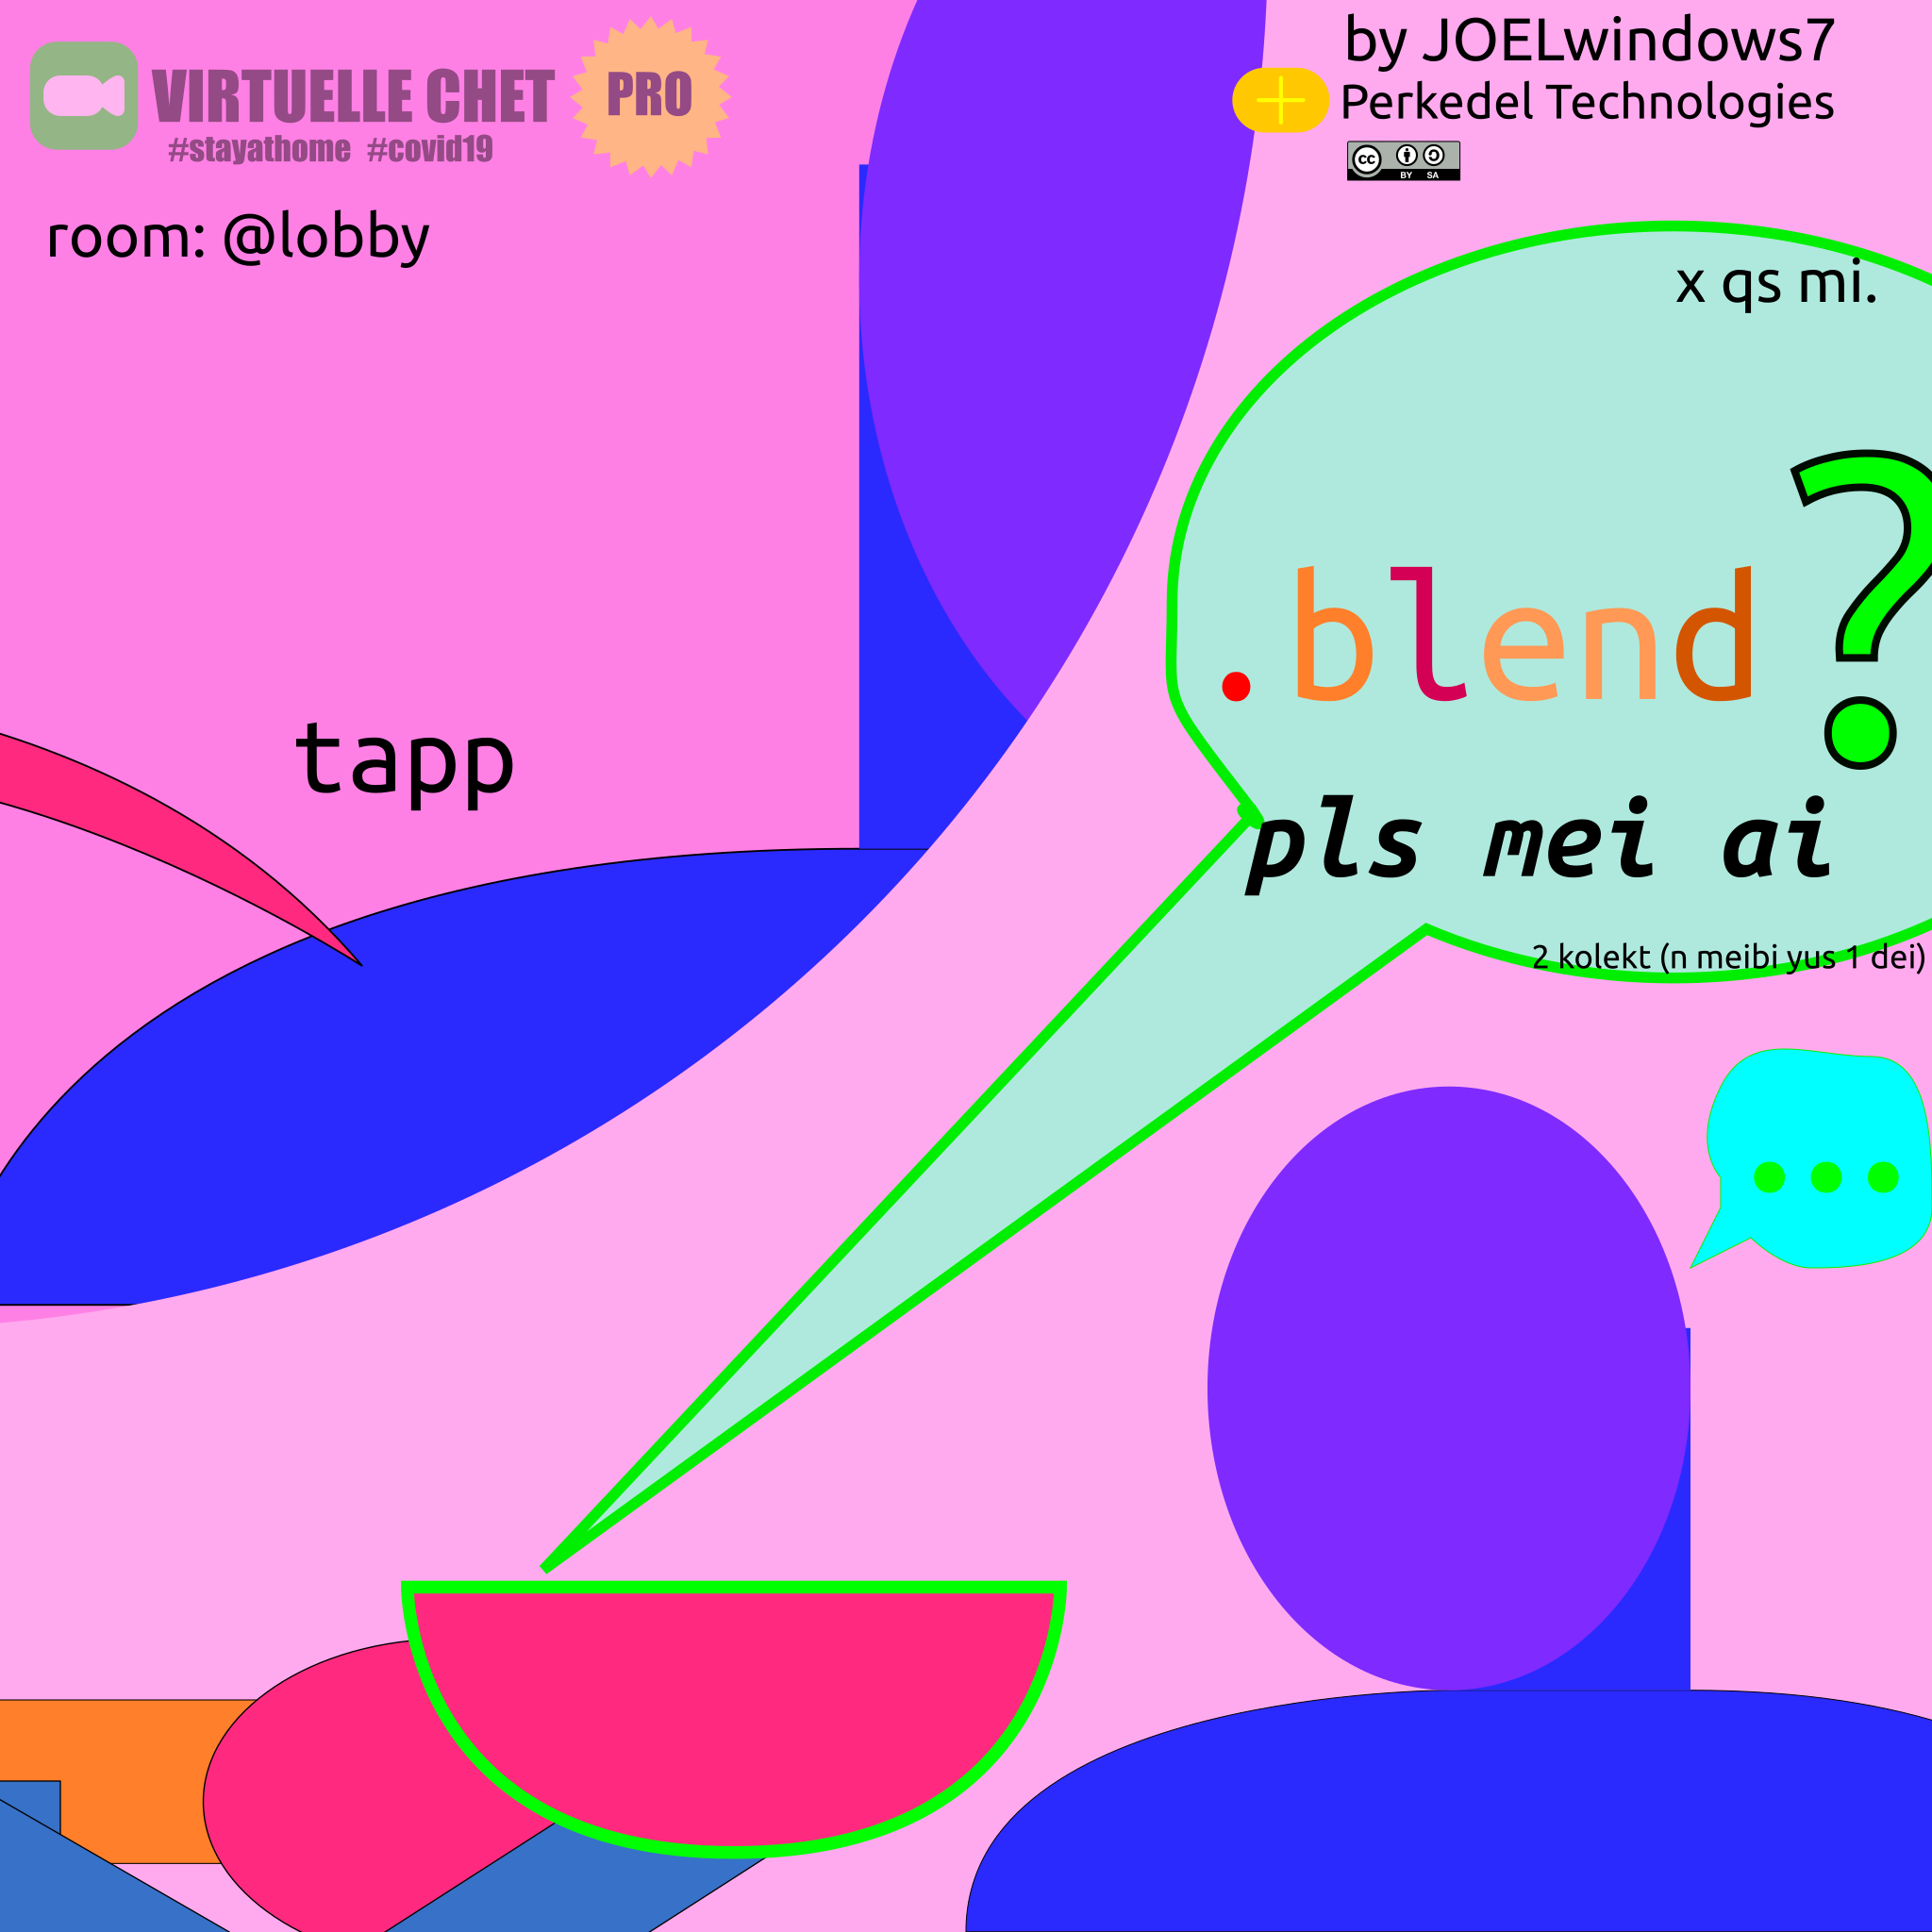 VIRTUELLE CHET PRO
#stayathome #covid19
room: @lobby
by JOELwindows7
Perkedel Technologies
cc BY SA
x qs mi.
.blend?
pls mei ai
2 kolekt (n meibi yus 1 dei)
tapp